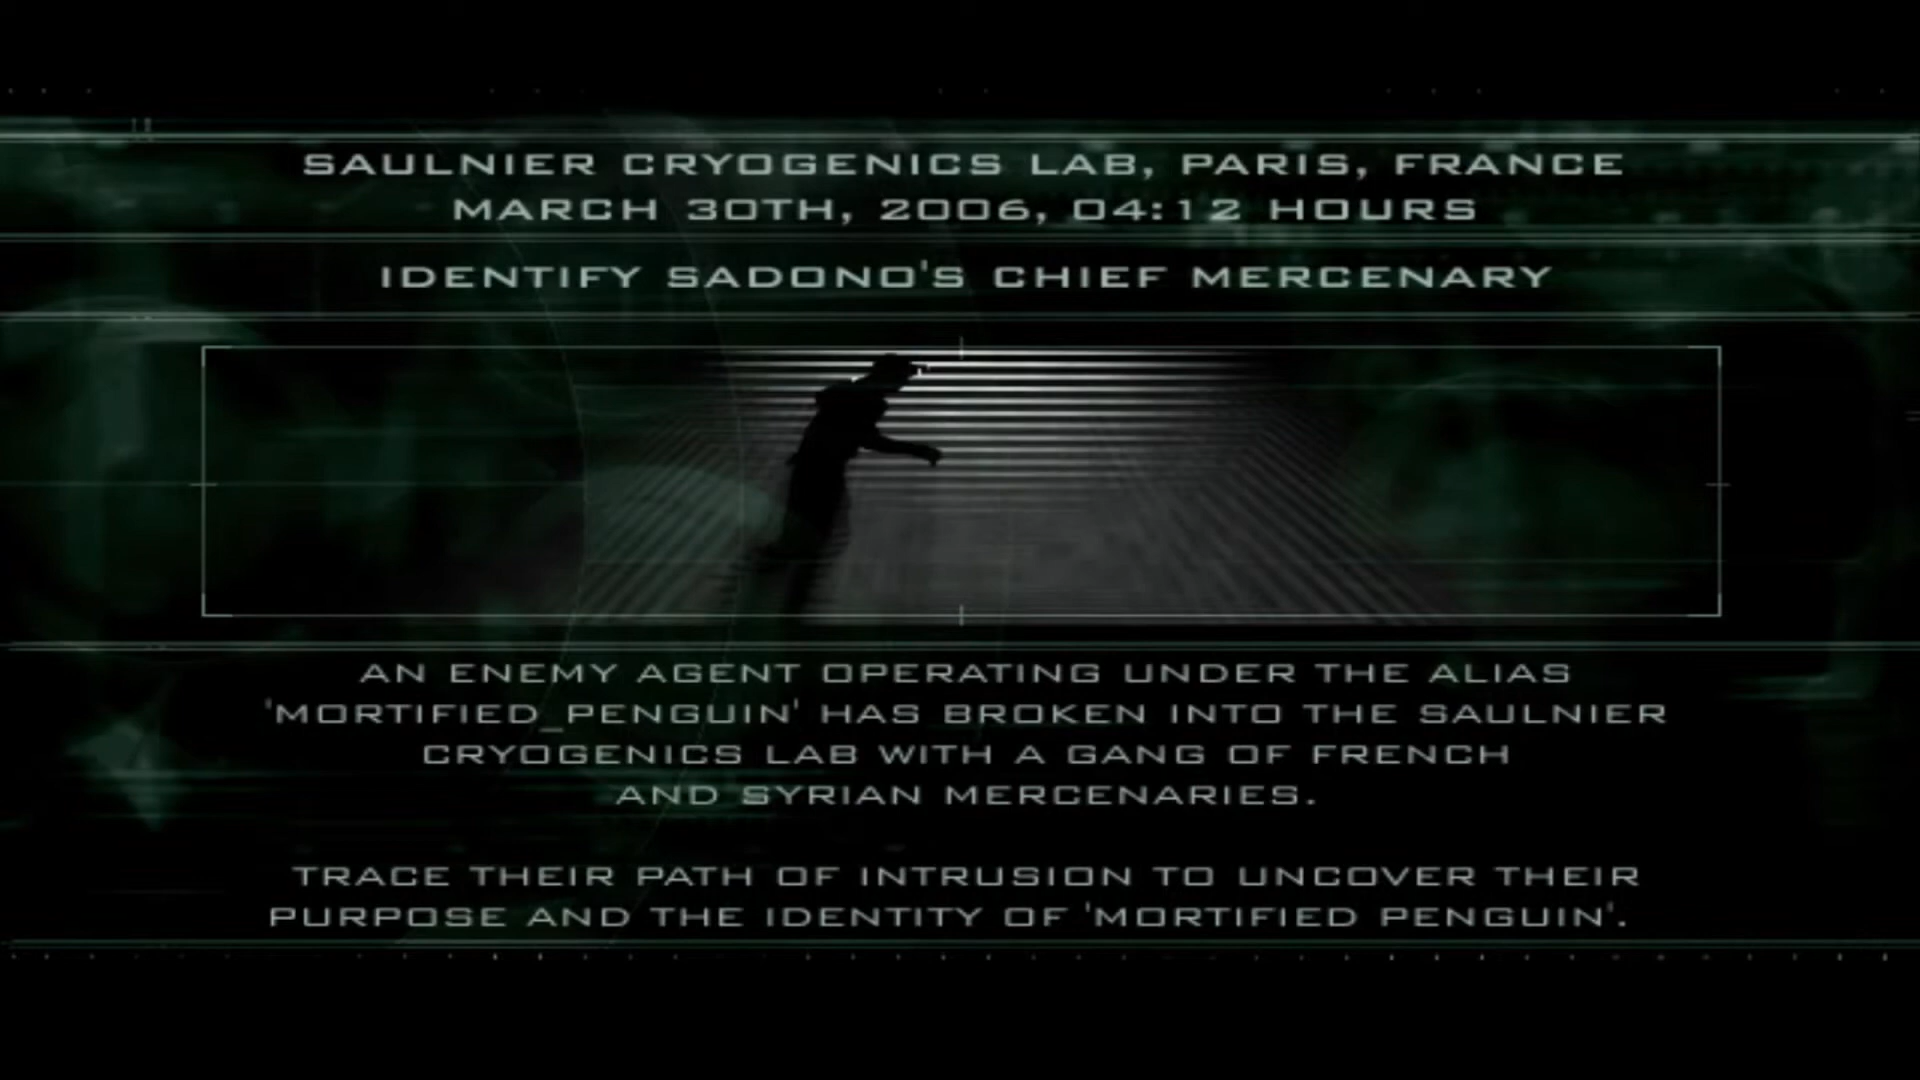 SAULNIER CRYOGENICS LAB, PARIS, FRANCE
MARCH 30TH, 2006, 04:12 HOURS
IDENTIFY SADONO'S CHIEF MERCENARY
AN ENEMY AGENT OPERATING UNDER THE ALIAS
'MORTIFIED_PENGUIN' HAS BROKEN INTO THE SAULNIER
CRYOGENICS LAB WITH A GANG OF FRENCH
AND SYRIAN MERCENARIES.
TRACE THEIR PATH OF INTRUSION TO UNCOVER THEIR
PURPOSE AND THE IDENTITY OF 'MORTIFIED PENGUIN'.